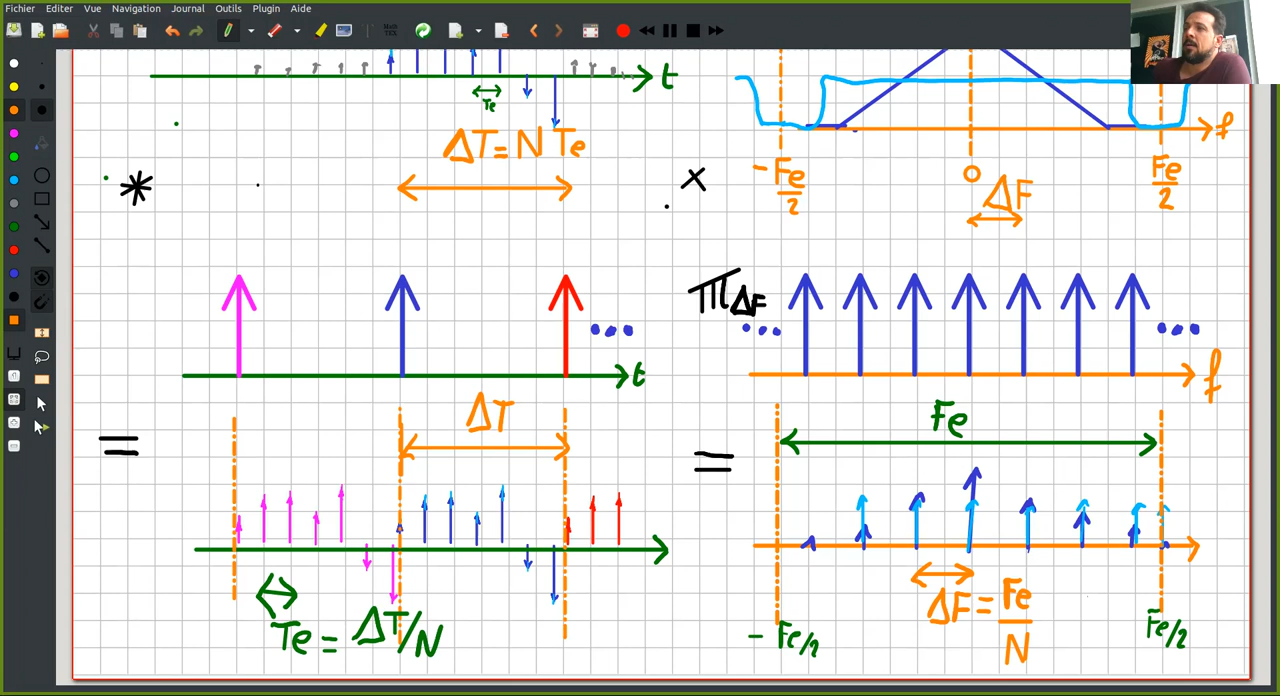 Fichier Editer Vue Navigation Journal Outils Plugin Aide
t
Te
ΔT = N Te
*
×
f
- Fe/2
0
Fe/2
ΔF
t
Ш ΔF
f
=
ΔT
Te = ΔT/N
=
Fe
ΔF = Fe/N
- Fe/2
Fe/2